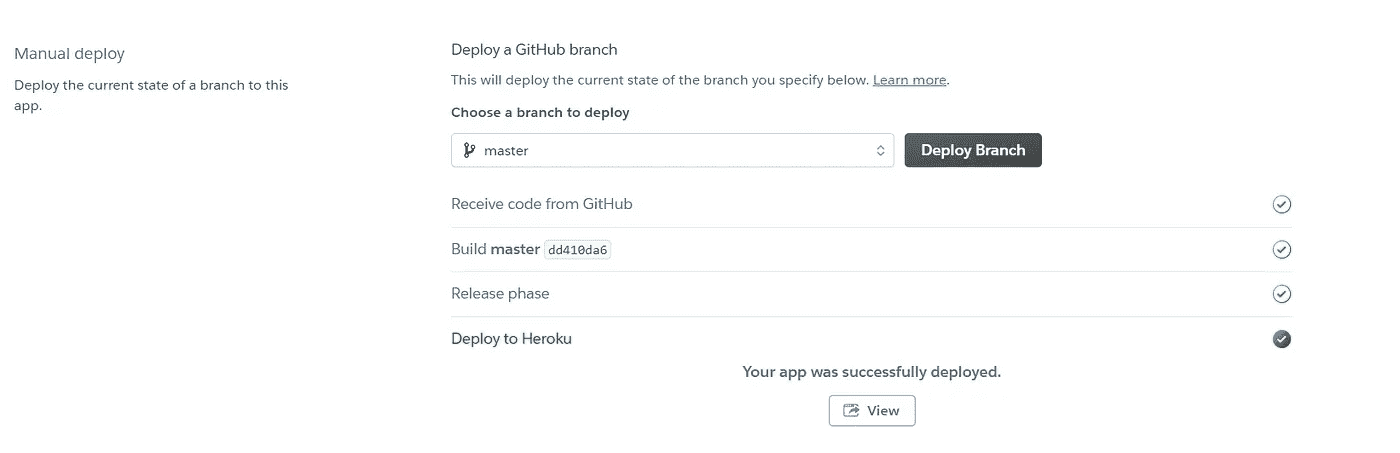 Manual deploy
Deploy the current state of a branch to this
app.
Deploy a GitHub branch
This will deploy the current state of the branch you specify below. Learn more.
Choose a branch to deploy
master
Deploy Branch
Receive code from GitHub
Build master dd410da6
Release phase
Deploy to Heroku
Your app was successfully deployed.
View